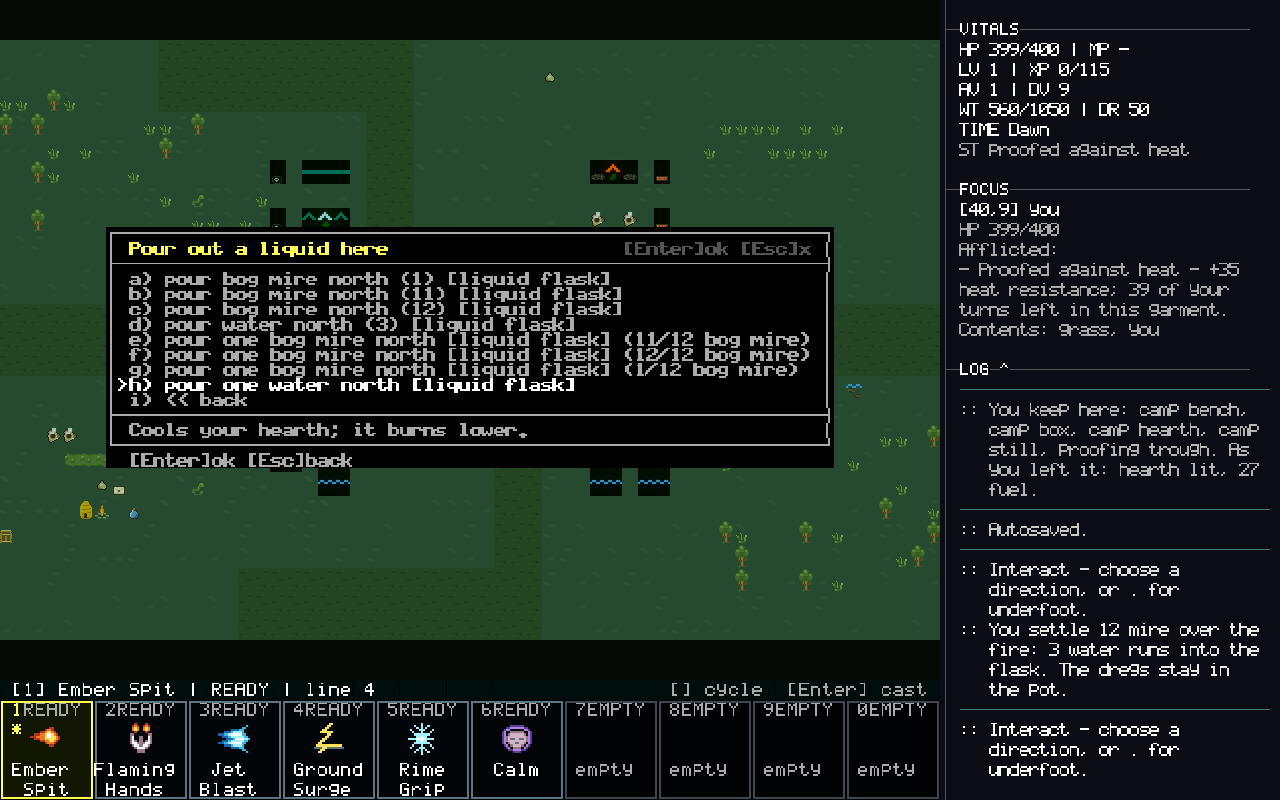 VITALS
HP 399/400 | MP -
LV 1 | XP 0/115
AV 1 | DV 9
WT 560/1050 | DR 50
TIME Dawn
ST Proofed against heat
FOCUS
[40,9] You
HP 399/400
Afflicted:
- Proofed against heat - +35
heat resistance; 39 of your
turns left in this garment.
Contents: grass, you
LOG ^
:: You keep here: camp bench,
camp box, camp hearth, camp
still, Proofing trough. As
you left it: hearth lit, 27
fuel.
:: Autosaved.
:: Interact - choose a
direction, or . for
underfoot.
:: You settle 12 mire over the
fire: 3 water runs into the
flask. The dregs stay in
the Pot.
:: Interact - choose a
direction, or . for
underfoot.
Pour out a liquid here [Enter]ok [Esc]x
a) pour bog mire north (1) [liquid flask]
b) pour bog mire north (11) [liquid flask]
c) pour bog mire north (12) [liquid flask]
d) pour water north (3) [liquid flask]
e) pour one bog mire north [liquid flask] (11/12 bog mire)
f) pour one bog mire north [liquid flask] (12/12 bog mire)
g) pour one bog mire north [liquid flask] (1/12 bog mire)
>h) pour one water north [liquid flask]
i) << back
Cools your hearth; it burns lower.
[Enter]ok [Esc]back
[1] Ember Spit | READY | line 4 [] cycle [Enter] cast
1READY 2READY 3READY 4READY 5READY 6READY 7EMPTY 8EMPTY 9EMPTY 0EMPTY
*
Ember Flaming Jet Ground Rime Calm empty empty empty empty
Spit Hands Blast Surge Grip